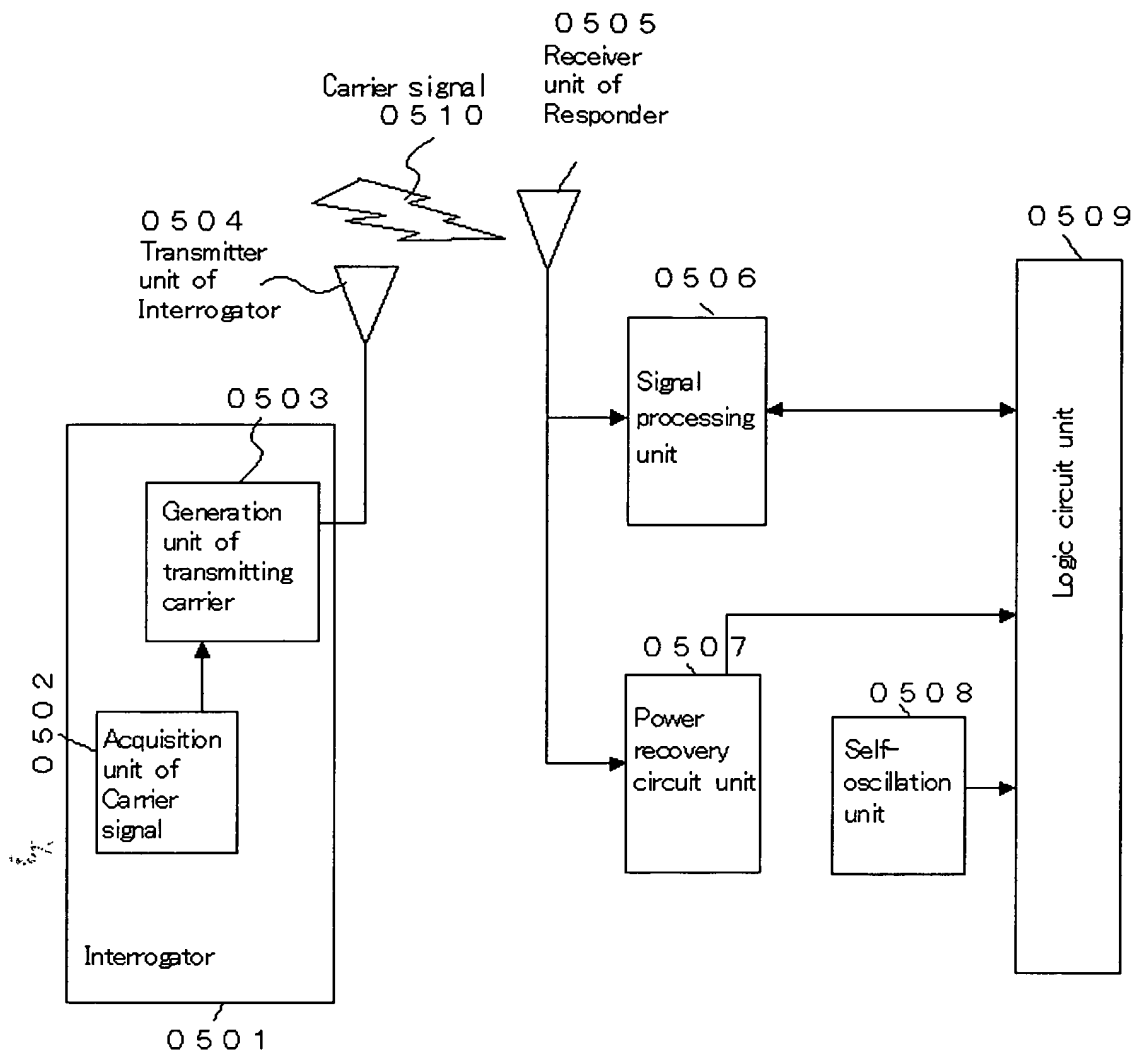 0505
Receiver
unit of
Responder
Carrier signal
0510
0504
Transmitter
unit of
Interrogator
0509
0506
Signal
processing
unit
Logic circuit unit
0503
Generation
unit of
transmitting
carrier
0507
Power
recovery
circuit unit
0508
Self-
oscillation
unit
0502
Acquisition
unit of
Carrier
signal
Interrogator
0501